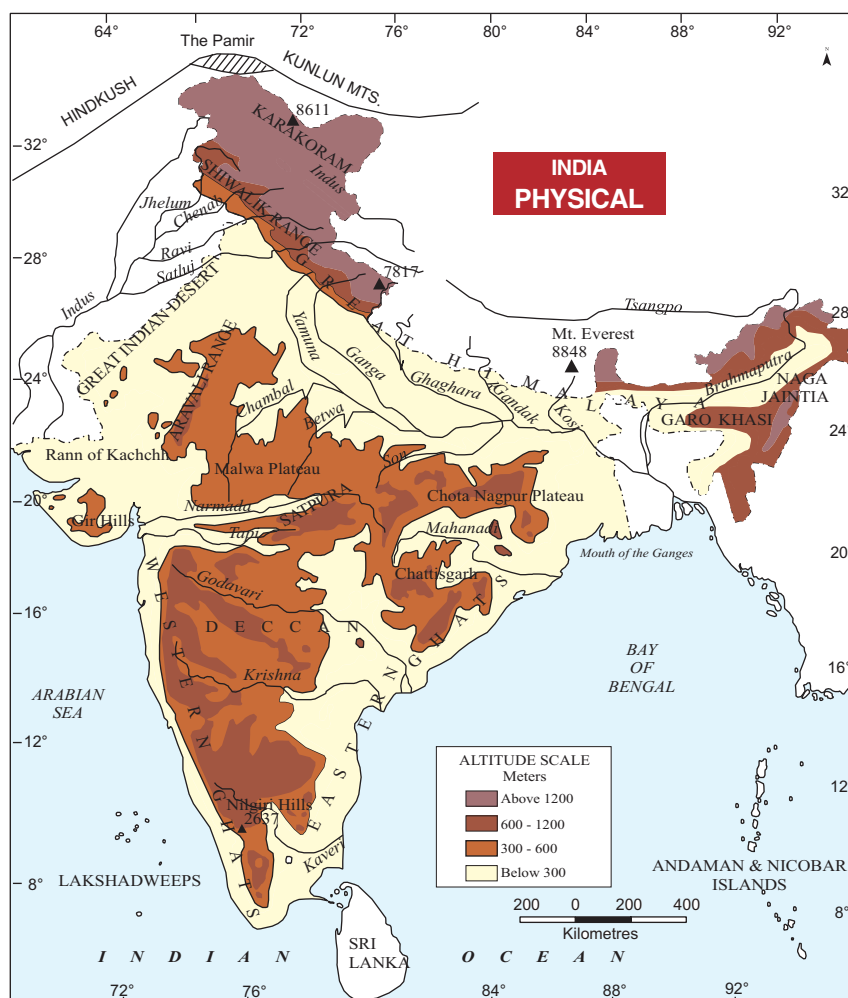 64° 68° 72° 76° 80° 84° 88° 92°
The Pamir
N
HINDKUSH
KUNLUN MTS.
8611
KARAKORAM
32°
INDIA
PHYSICAL
Indus
SHIWALIK RANGE
Jhelum
Chenab
32
Ravi
28°
Satluj
7817
Indus
GREAT INDIAN DESERT
Tsangpo
28
GREAT HIMALAYA
Mt. Everest
8848
Yamuna
Ganga
24°
ARAVALI RANGE
Ghaghara
Brahmaputra
NAGA
JAINTIA
Chambal
Betwa
Gandak
Kosi
GARO KHASI
24
Rann of Kachchh
Malwa Plateau
Son
20°
Narmada
SATPURA
Chota Nagpur Plateau
Gir Hills
Tapi
Mahanadi
Mouth of the Ganges
20
Chattisgarh
Godavari
16°
WESTERN GHATS
DECCAN
EASTERN GHATS
Krishna
ARABIAN
SEA
BAY
OF
BENGAL
16°
12°
ALTITUDE SCALE
Meters
Above 1200
600 - 1200
300 - 600
Below 300
12
Nilgiri Hills
2637
Kaveri
8°
LAKSHADWEEPS
ANDAMAN & NICOBAR
ISLANDS
8°
200 0 200 400
Kilometres
SRI
LANKA
INDIAN OCEAN
72° 76° 84° 88° 92°